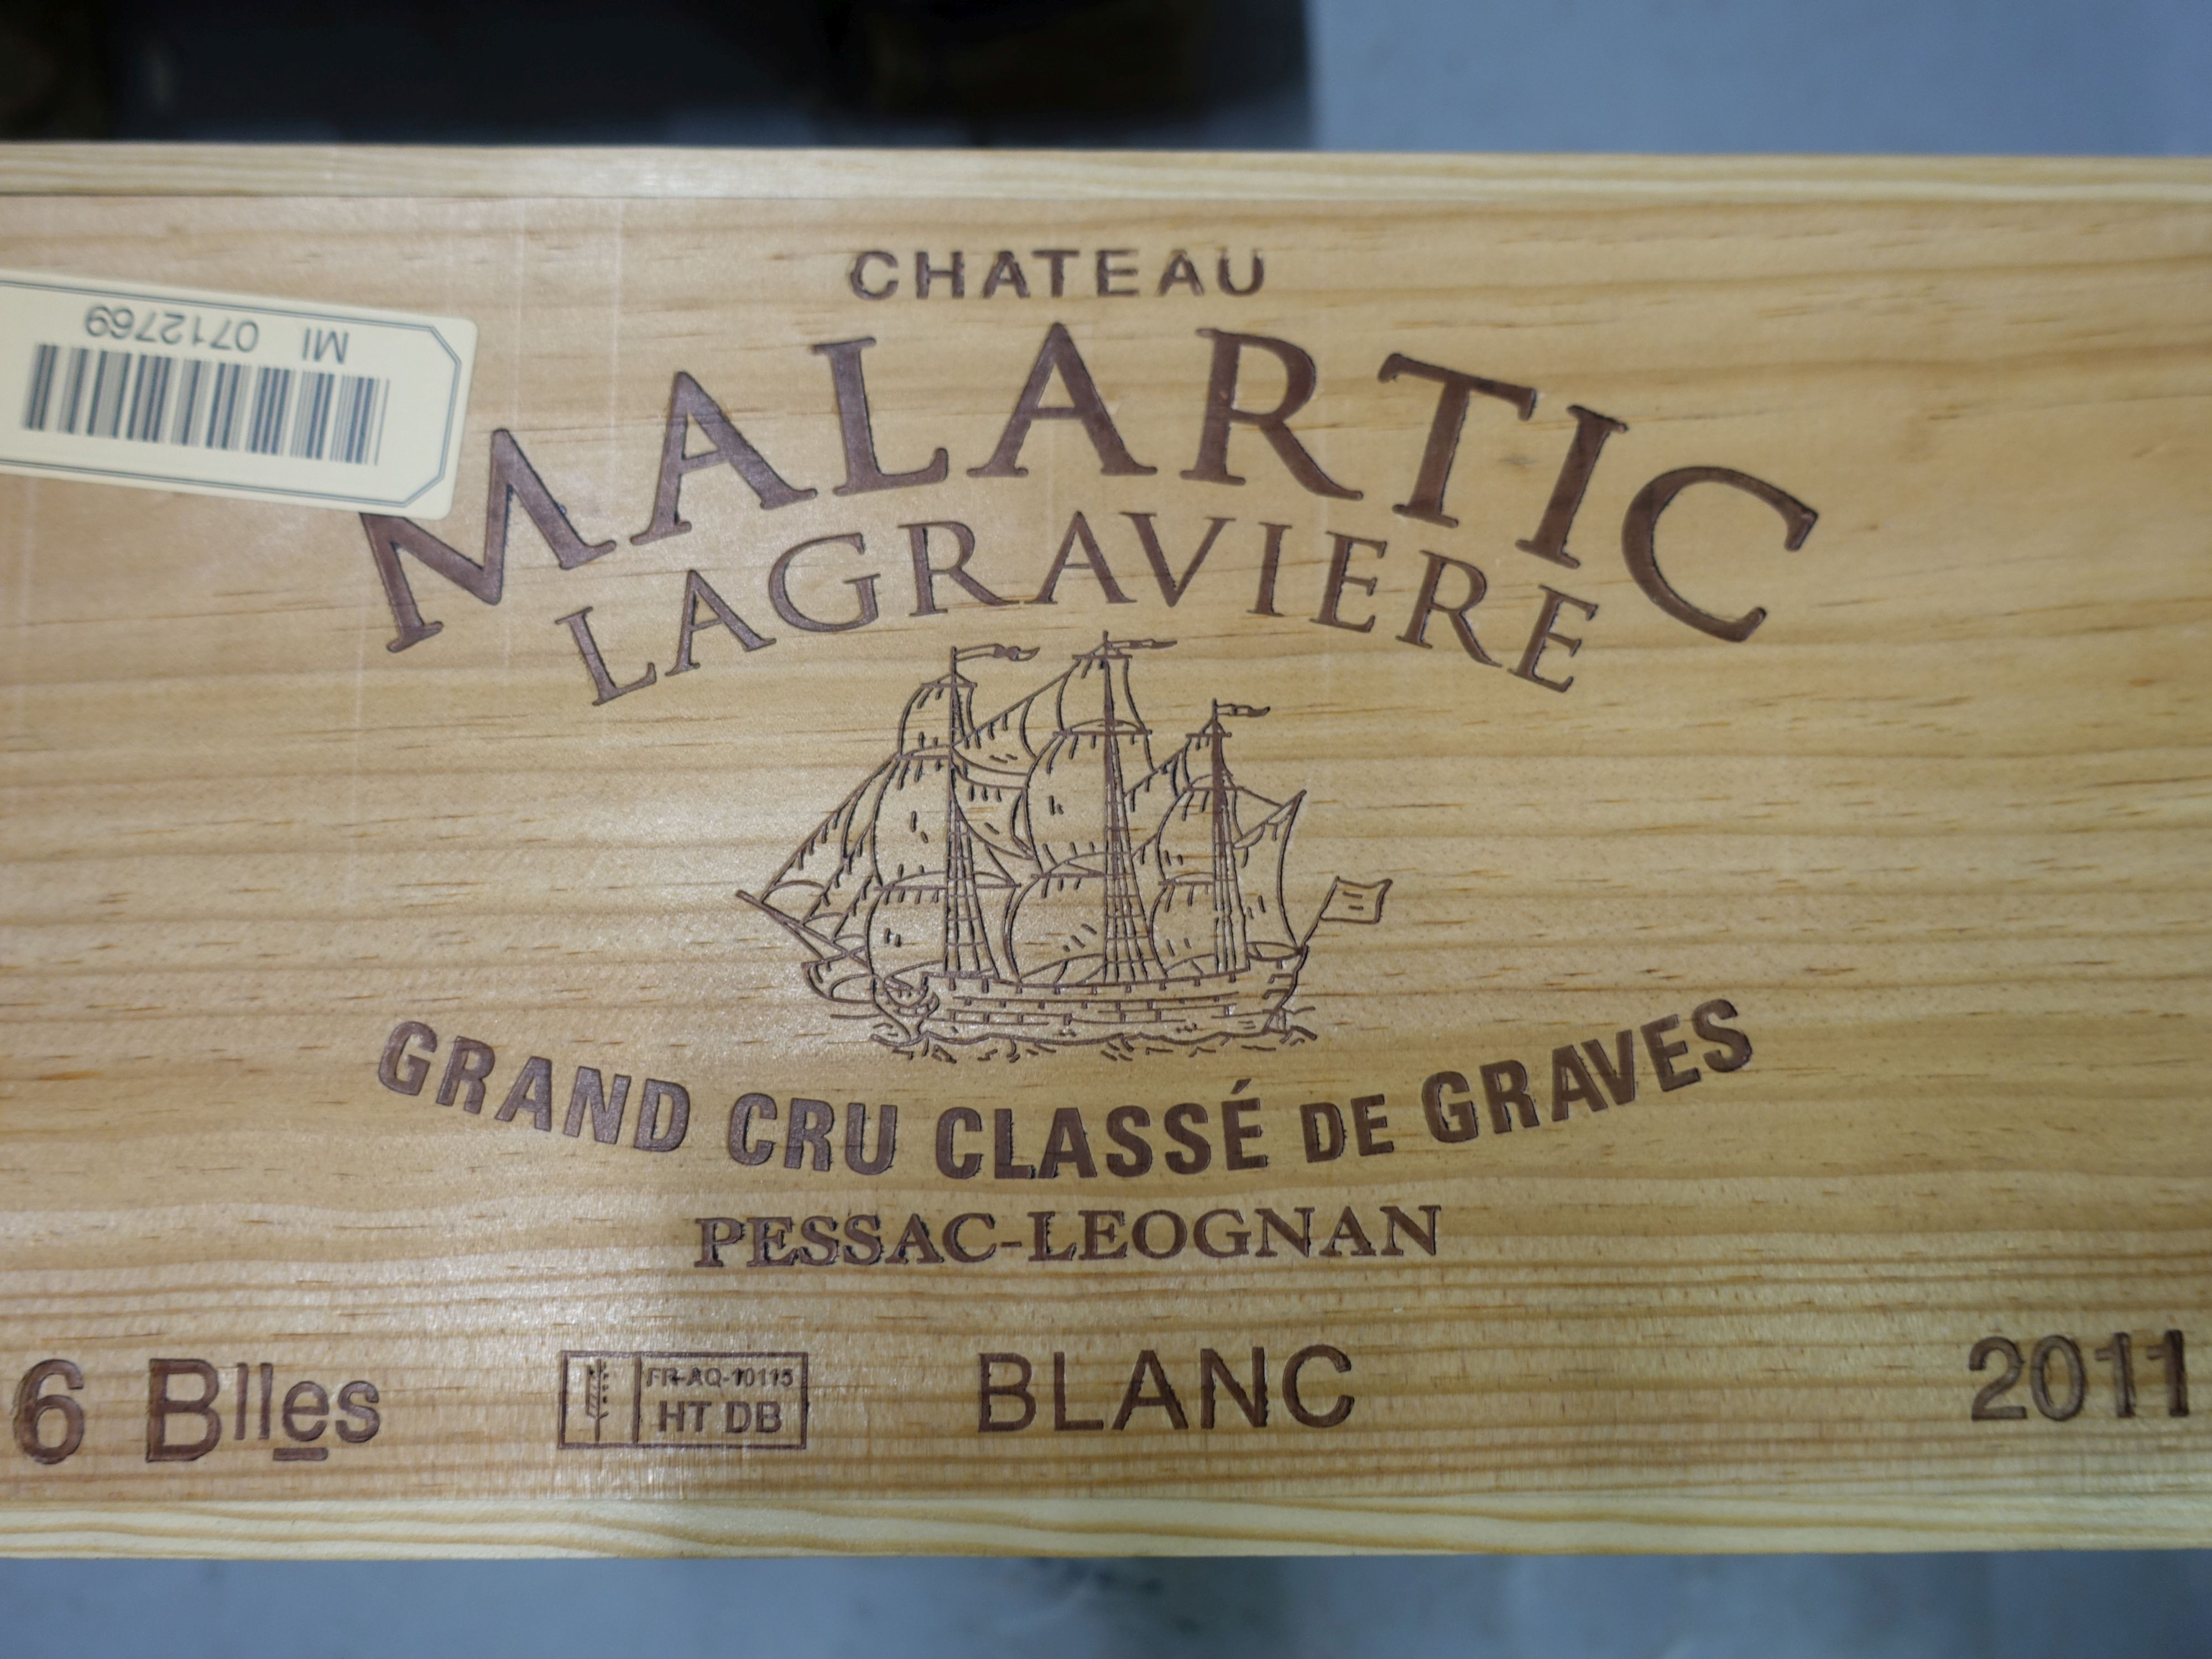 CHATEAU
MI 0712769
MALARTIC
LAGRAVIERE
GRAND CRU CLASSÉ DE GRAVES
PESSAC-LEOGNAN
6 Blles
FR-AQ-10115
HT DB
BLANC
2011